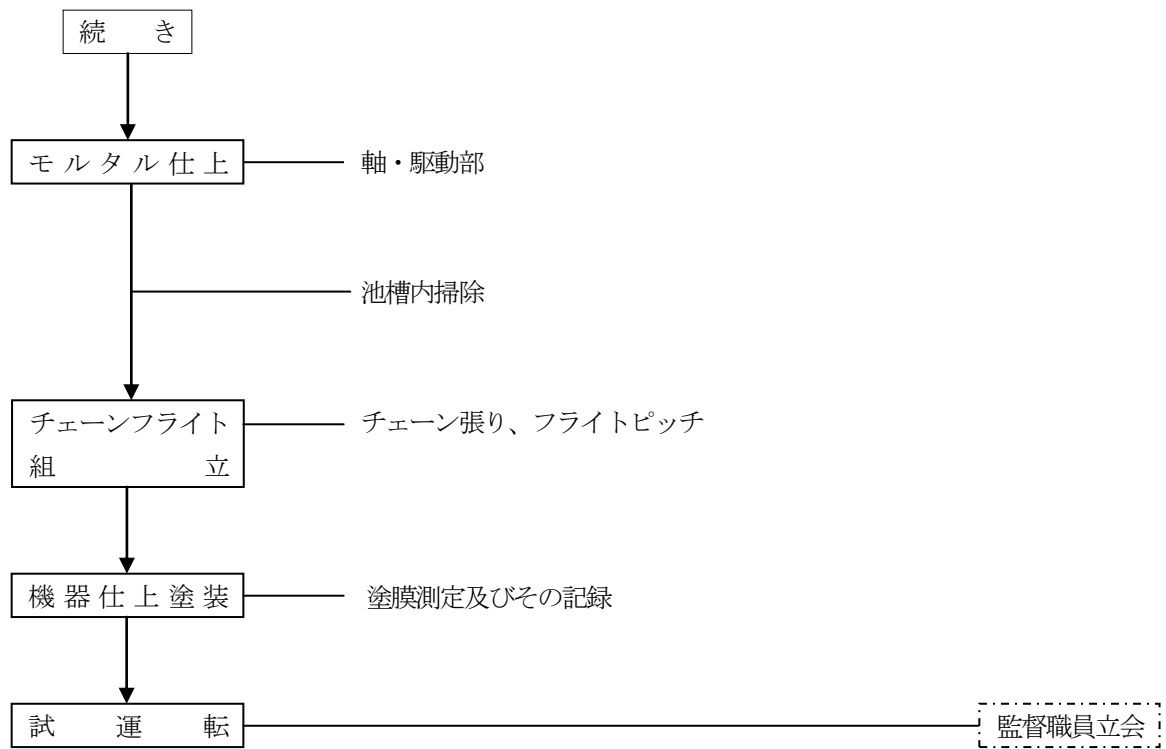 続き
モルタル仕上
軸・駆動部
池槽内掃除
チェーンフライト
組立
チェーン張り、フライトピッチ
機器仕上塗装
塗膜測定及びその記録
試運転
監督職員立会